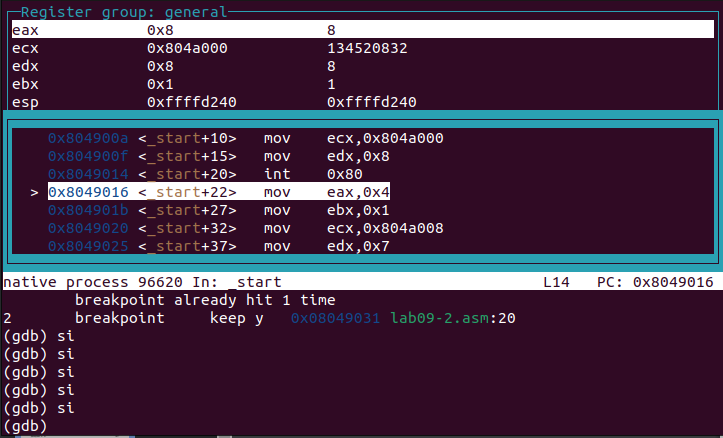 Register group: general
eax 0x8 8
ecx 0x804a000 134520832
edx 0x8 8
ebx 0x1 1
esp 0xffffd240 0xffffd240
0x804900a <_start+10> mov ecx,0x804a000
0x804900f <_start+15> mov edx,0x8
0x8049014 <_start+20> int 0x80
> 0x8049016 <_start+22> mov eax,0x4
0x804901b <_start+27> mov ebx,0x1
0x8049020 <_start+32> mov ecx,0x804a008
0x8049025 <_start+37> mov edx,0x7
native process 96620 In: _start L14 PC: 0x8049016
breakpoint already hit 1 time
2 breakpoint keep y 0x08049031 lab09-2.asm:20
(gdb) si
(gdb) si
(gdb) si
(gdb) si
(gdb) si
(gdb)